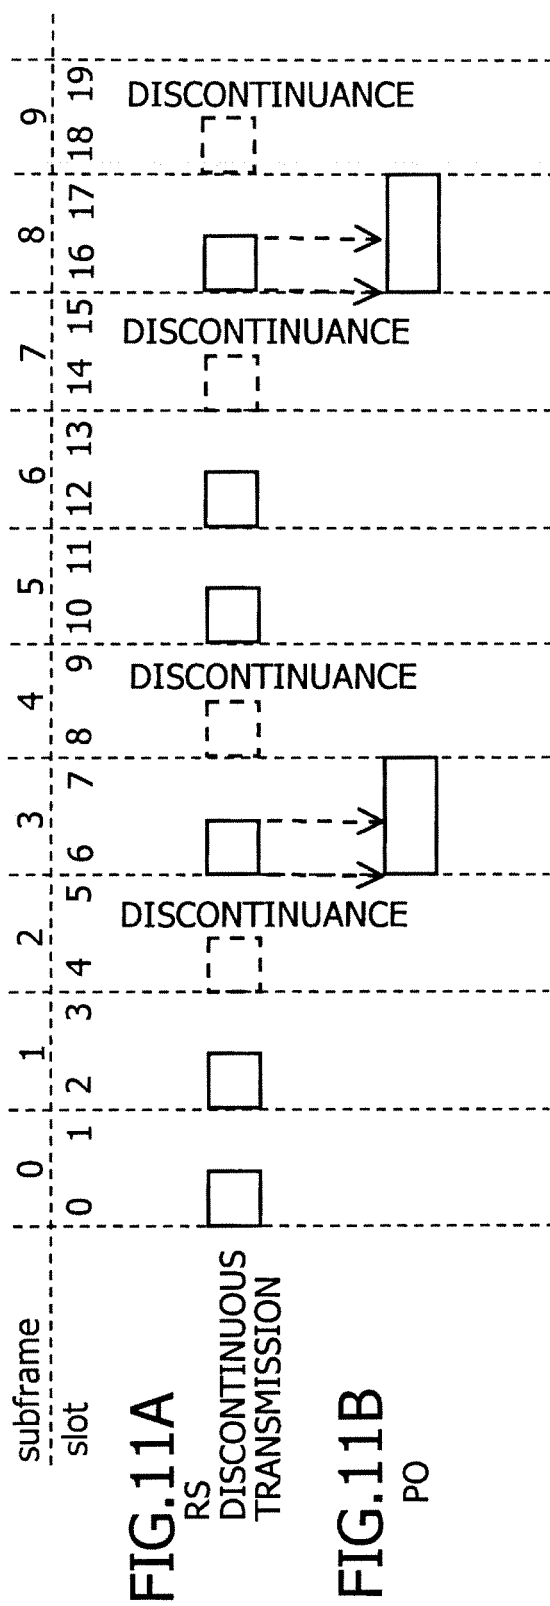 subframe 0 1 2 3 4 5 6 7 8 9
slot 0 1 2 3 4 5 6 7 8 9 10 11 12 13 14 15 16 17 18 19
FIG.11A
DISCONTINUANCE DISCONTINUANCE DISCONTINUANCE DISCONTINUANCE
RS
DISCONTINUOUS
TRANSMISSION
FIG.11B
PO